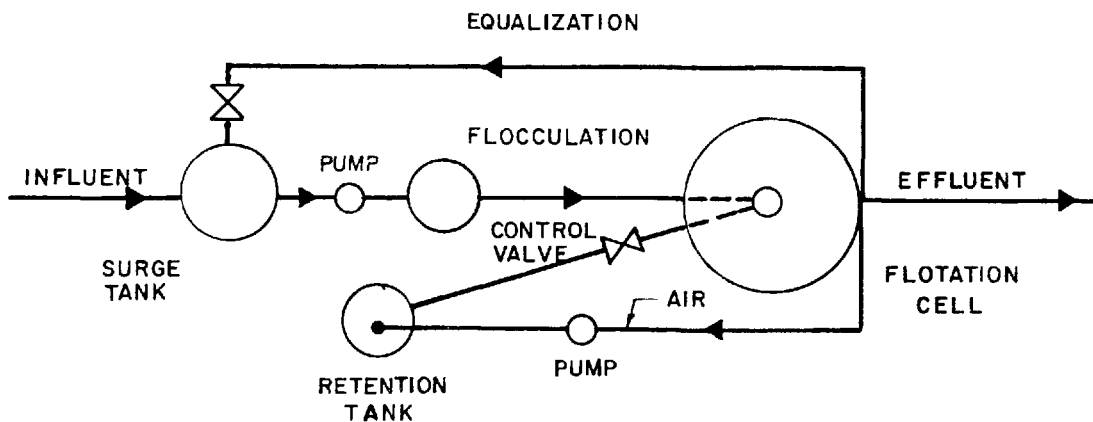 EQUALIZATION
FLOCCULATION
INFLUENT
PUMP
EFFLUENT
CONTROL
VALVE
SURGE
TANK
FLOTATION
CELL
AIR
PUMP
RETENTION
TANK